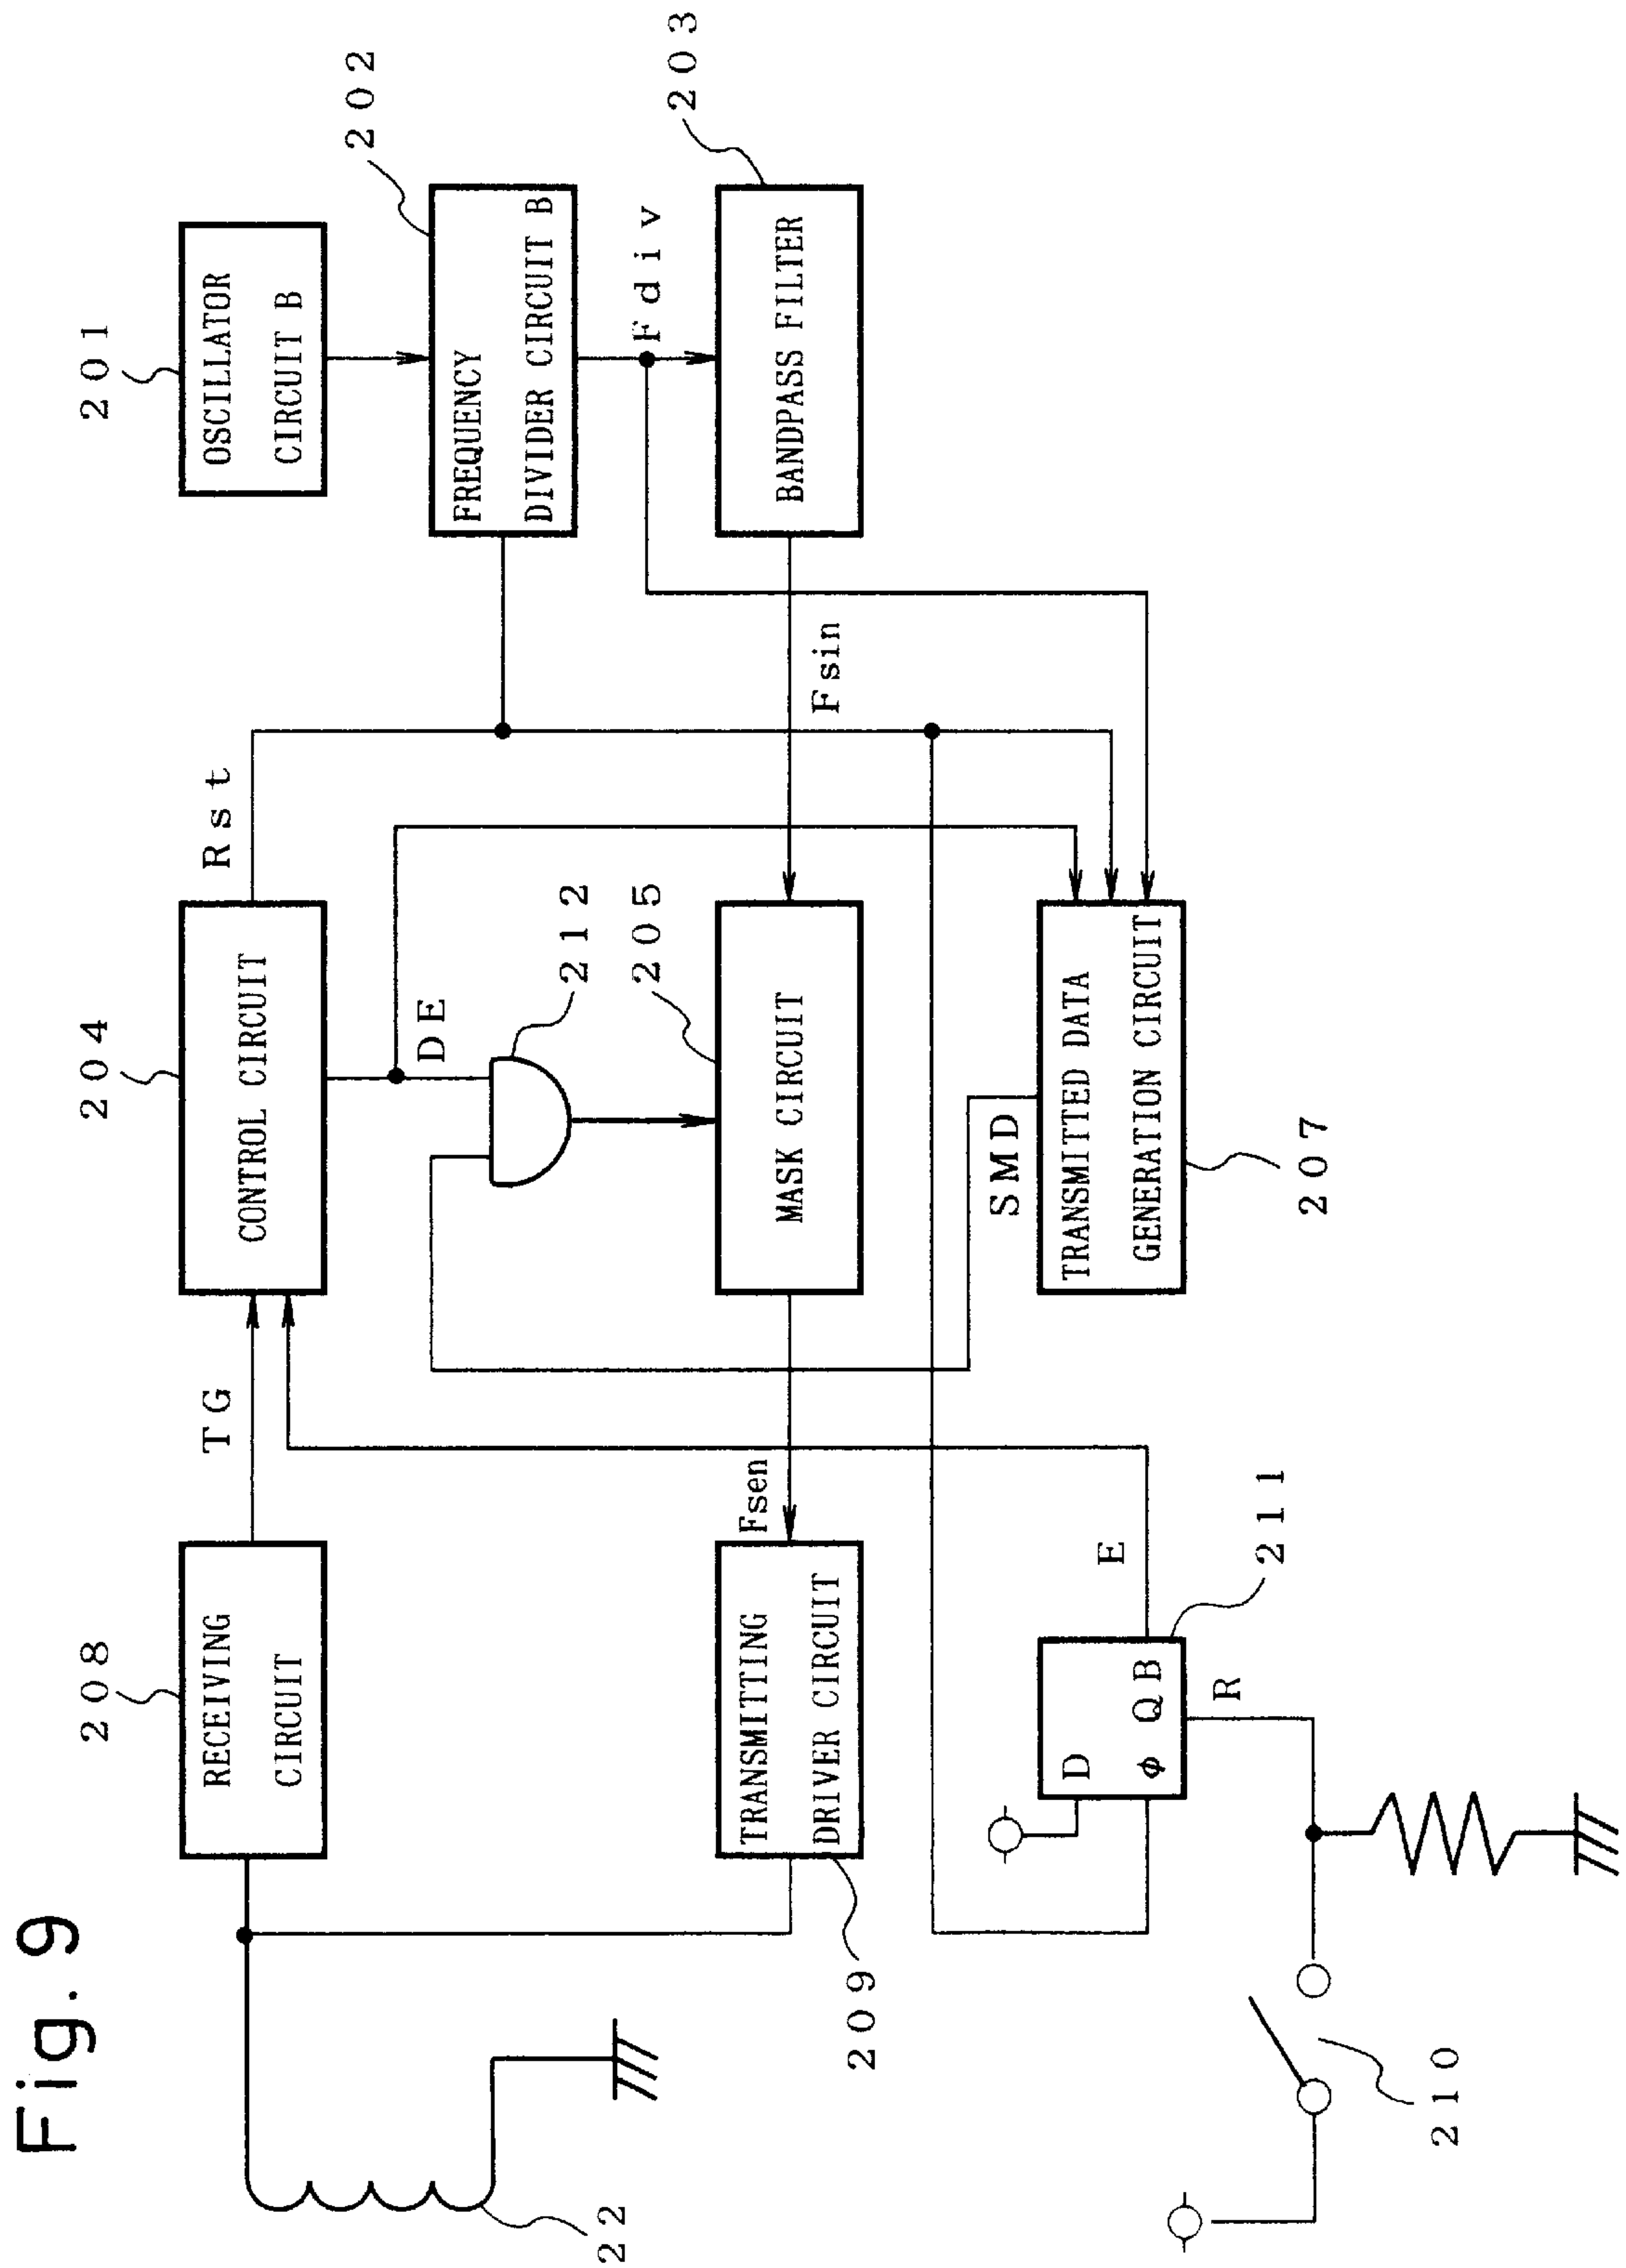 Fig. 9
208
RECEIVING
CIRCUIT
TG
204
CONTROL CIRCUIT
Rst
201
OSCILLATOR
CIRCUIT B
DE
212
202
FREQUENCY
DIVIDER CIRCUIT B
Fdiv
22
209
TRANSMITTING
DRIVER CIRCUIT
Fsen
205
MASK CIRCUIT
Fsin
203
BANDPASS FILTER
SMD
TRANSMITTED DATA
GENERATION CIRCUIT
207
D
φ QB
E
R
211
210